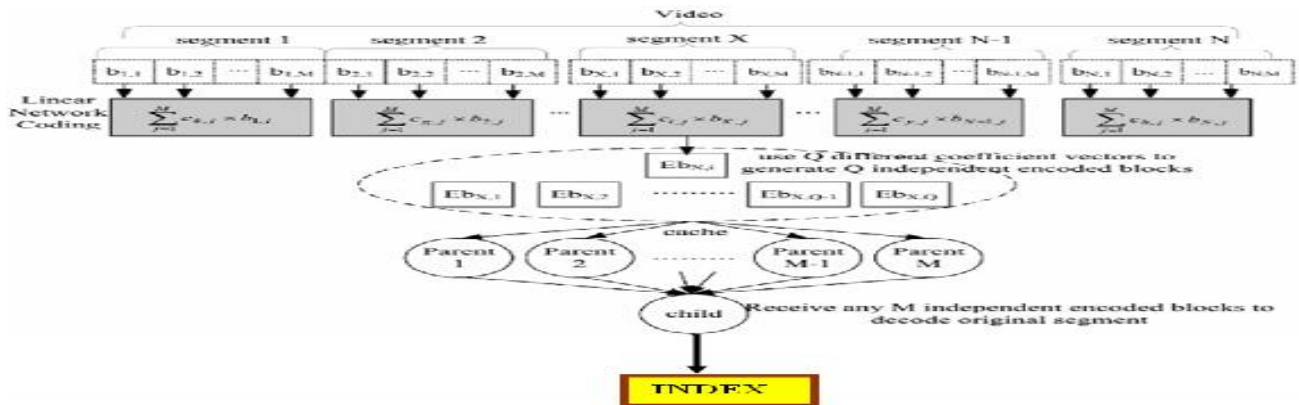 Video
segment 1 segment 2 segment X segment N-1 segment N
b1,1 b1,2 ... b1,M b2,1 b2,2 ... b2,M bX,1 bX,2 ... bX,M bN-1,1 bN-1,2 ... bN-1,M bN,1 bN,2 ... bN,M
Linear
Network
Coding
... ...
EbX,i
use Q different coefficient vectors to
generate Q independent encoded blocks
EbX,1 EbX,2 ........ EbX,Q-1 EbX,Q
cache
Parent 1 Parent 2 ........ Parent M-1 Parent M
child
Receive any M independent encoded blocks to
decode original segment
INDEX